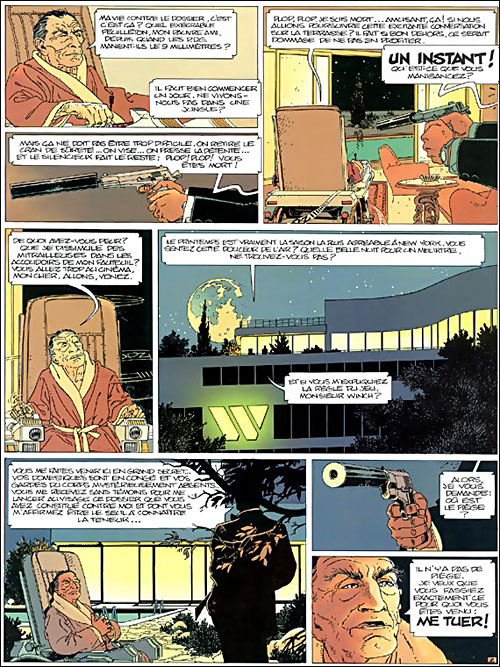 MA VIE CONTRE LE DOSSIER, C'EST
C'EST ÇA? QUEL EXÉCRABLE
FEUILLETON, MON PAUVRE AMI,
DEPUIS QUAND LES RUS.
MANENT-ILS LE 9 MILLIMÈTRES?
IL FAUT BIEN COMMENCER
UN JOUR, NE VIVONS-
NOUS PAS DANS UNE
JUNGLE?
PLOP, PLOP, JE SUIS MORT... AMUSANT, ÇA! SI NOUS
ALLIONS POURSUIVRE CETTE EXCITANTE CONVERSATION
SUR LA TERRASSE? IL FAIT SI BON DEHORS, CE SERAIT
DOMMAGE DE NE PAS EN PROFITER.
UN INSTANT!
QU'EST-CE QUE VOUS
MANIGANCEZ?
MAIS ÇA NE DOIT PAS ÊTRE TROP DIFFICILE, ON RETIRE LE
CRAN DE SÛRETÉ... ON VISE... ON PRESSE LA DÉTENTE...
ET LE SILENCIEUX FAIT LE RESTE; PLOP! PLOP! VOUS
ÊTES MORT!
DE QUOI AVEZ-VOUS PEUR?
QUE JE DISSIMULE DES
MITRAILLEUSES DANS LES
ACCOUDOIRS DE MON FAUTEUIL?
VOUS ALLEZ TROP AU CINÉMA,
MON CHER, ALLONS, VENEZ.
LE PRINTEMPS EST VRAIMENT LA SAISON LA PLUS AGRÉABLE À NEW YORK, VOUS
SENTEZ CETTE DOUCEUR DE L'AIR? QUELLE BELLE NUIT POUR UN MEURTRE,
NE TROUVEZ-VOUS PAS?
ET SI VOUS M'EXPLIQUIEZ
LA RÈGLE DU JEU,
MONSIEUR WINCH?
W
VOUS ME FAITES VENIR ICI EN GRAND SECRET...
VOS DOMESTIQUES SONT EN CONGÉ ET VOS
GARDES DU CORPS MYSTÉRIEUSEMENT ABSENTS.
VOUS ME RECEVEZ SANS TÉMOINS POUR ME
LANCER AU VISAGE CE DOSSIER QUE VOUS
AVEZ CONSTITUÉ CONTRE MOI ET DONT VOUS
M'AFFIRMEZ ÊTRE LE SEUL À CONNAÎTRE
LA TENEUR...
ALORS,
JE VOUS
DEMANDE:
OÙ EST
LE PIÈGE
?
IL N'Y A PAS DE
PIÈGE.
JE VEUX QUE
VOUS FASSIEZ
EXACTEMENT CE
POUR QUOI VOUS
ÊTES VENU:
ME TUER!